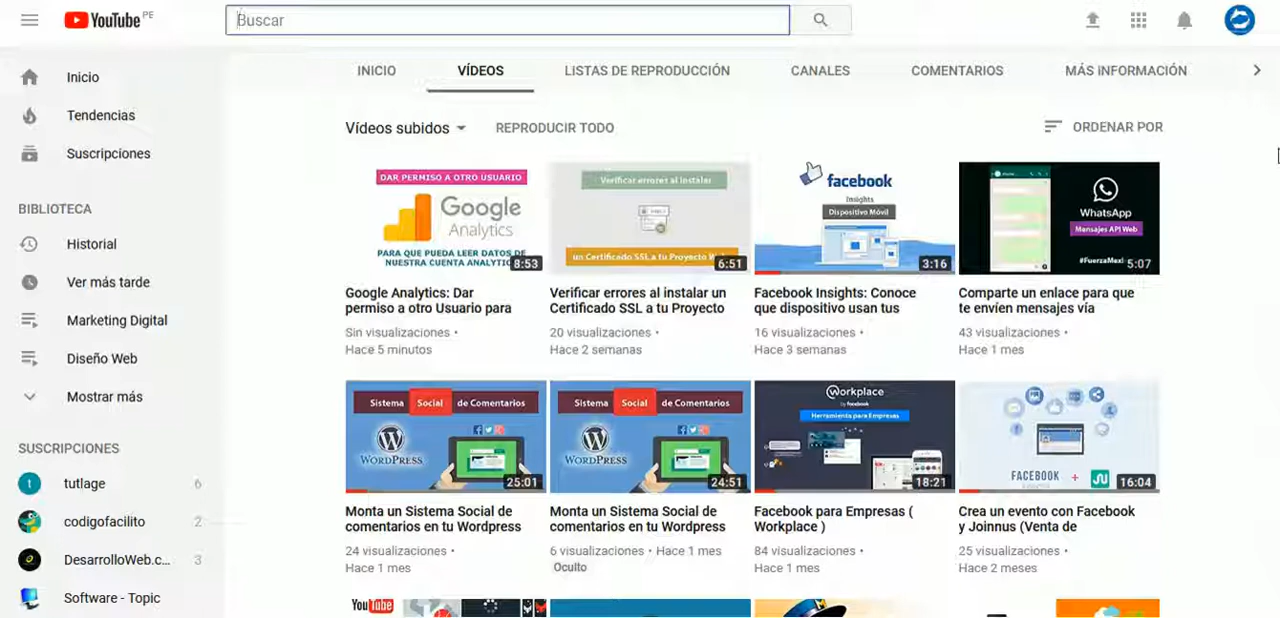 YouTube PE
Buscar
INICIO VÍDEOS LISTAS DE REPRODUCCIÓN CANALES COMENTARIOS MÁS INFORMACIÓN
Inicio
Tendencias
Suscripciones
BIBLIOTECA
Historial
Ver más tarde
Marketing Digital
Diseño Web
Mostrar más
SUSCRIPCIONES
tutlage 6
codigofacilito 2
DesarrolloWeb.c... 3
Software - Topic
Vídeos subidos REPRODUCIR TODO ORDENAR POR
DAR PERMISO A OTRO USUARIO
Google
Analytics
PARA QUE PUEDA LEER DATOS DE
NUESTRA CUENTA ANALYTIC
8:53
Google Analytics: Dar
permiso a otro Usuario para
Sin visualizaciones •
Hace 5 minutos
Verificar errores al instalar
un Certificado SSL a tu Proyecto
6:51
Verificar errores al instalar un
Certificado SSL a tu Proyecto
20 visualizaciones •
Hace 2 semanas
facebook
Insights
Dispositivo Móvil
3:16
Facebook Insights: Conoce
que dispositivo usan tus
16 visualizaciones •
Hace 3 semanas
WhatsApp
Mensajes API Web
#FuerzaMexi
5:07
Comparte un enlace para que
te envíen mensajes vía
43 visualizaciones •
Hace 1 mes
Sistema Social de Comentarios
WORDPRESS
25:01
Monta un Sistema Social de
comentarios en tu Wordpress
24 visualizaciones •
Hace 1 mes
Sistema Social de Comentarios
WORDPRESS
24:51
Monta un Sistema Social de
comentarios en tu Wordpress
6 visualizaciones • Hace 1 mes
Oculto
Workplace
by facebook
Herramienta para Empresas
18:21
Facebook para Empresas (
Workplace )
84 visualizaciones •
Hace 1 mes
FACEBOOK +
16:04
Crea un evento con Facebook
y Joinnus (Venta de
25 visualizaciones •
Hace 2 meses
YouTube